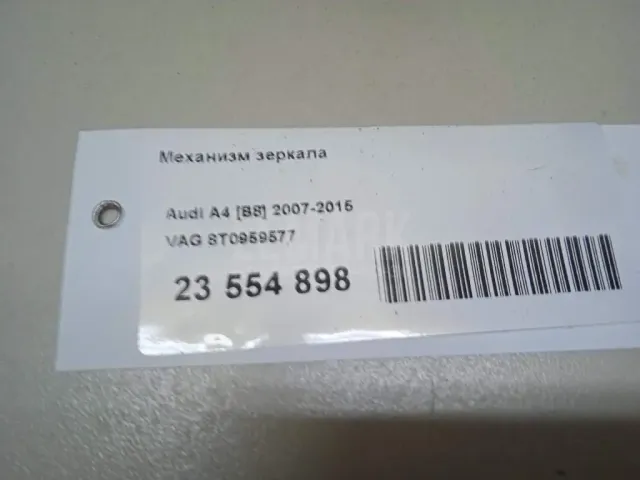 Механизм зеркала
Audi A4 [B8] 2007-2015
VAG 8T0959577
23 554 898